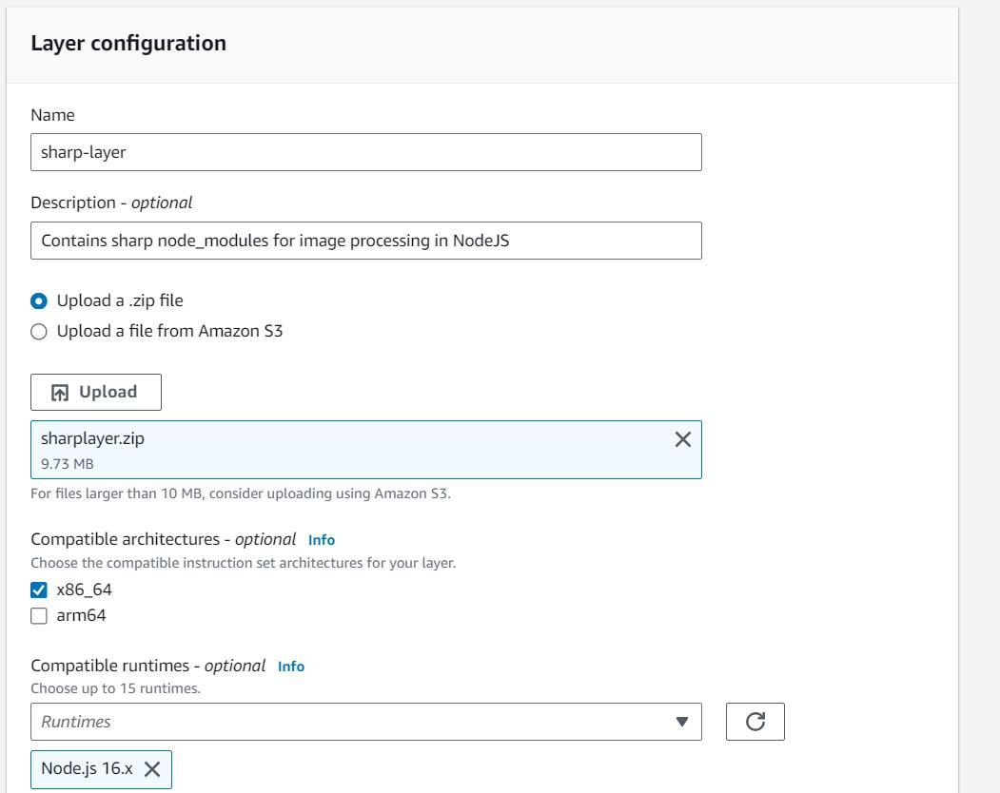 Layer configuration
Name
sharp-layer
Description - optional
Contains sharp node_modules for image processing in NodeJS
Upload a .zip file
Upload a file from Amazon S3
Upload
sharplayer.zip
9.73 MB
For files larger than 10 MB, consider uploading using Amazon S3.
Compatible architectures - optional Info
Choose the compatible instruction set architectures for your layer.
x86_64
arm64
Compatible runtimes - optional Info
Choose up to 15 runtimes.
Runtimes
Node.js 16.x